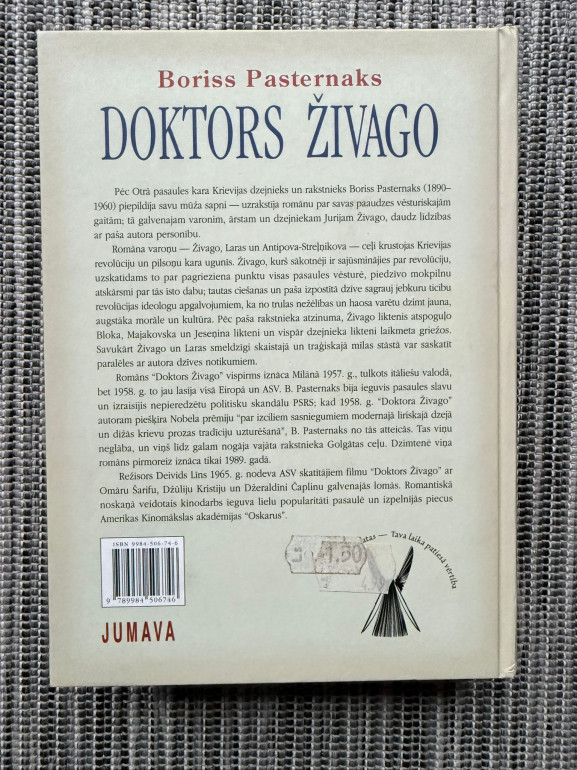 Boriss Pasternaks
DOKTORS ŽIVAGO
Pēc Otrā pasaules kara Krievijas dzejnieks un rakstnieks Boriss Pasternaks (1890–
1960) piepildīja savu mūža sapni — uzrakstīja romānu par savas paaudzes vēsturiskajām
gaitām; tā galvenajam varonim, ārstam un dzejniekam Jurijam Živago, daudz līdzības
ar paša autora personību.
Romāna varoņu — Živago, Laras un Antipova-Streļņikova — ceļi krustojas Krievijas
revolūciju un pilsoņu kara ugunīs. Živago, kurš sākotnēji ir sajūsminājies par revolūciju,
uzskatīdams to par pagrieziena punktu visas pasaules vēsturē, piedzīvo mokpilnu
atskārsmi par tās īsto dabu; tautas ciešanas un paša izpostītā dzīve sagrauj jebkuru ticību
revolūcijas ideologu apgalvojumiem, ka no trulas nežēlības un haosa varētu dzimt jauna,
augstāka morāle un kultūra. Pēc paša rakstnieka atzinuma, Živago liktenis atspoguļo
Bloka, Majakovska un Jeseņina likteni un vispār dzejnieka likteni laikmeta griežos.
Savukārt Živago un Laras smeldzīgi skaistajā un traģiskajā mīlas stāstā var saskatīt
paralēles ar autora dzīves notikumiem.
Romāns “Doktors Živago” vispirms iznāca Milānā 1957. g., tulkots itāliešu valodā,
bet 1958. g. to jau lasīja visā Eiropā un ASV. B. Pasternaks bija ieguvis pasaules slavu
un izraisījis nepieredzētu politisku skandālu PSRS; kad 1958. g. “Doktora Živago”
autoram piešķīra Nobela prēmiju “par izciliem sasniegumiem modernajā liriskajā dzejā
un dižās krievu prozas tradīciju uzturēšanā”, B. Pasternaks no tās atteicās. Tas viņu
neglāba, un viņš līdz galam nogāja vajāta rakstnieka Golgātas ceļu. Dzimtenē viņa
romāns pirmoreiz iznāca tikai 1989. gadā.
Režisors Deivids Līns 1965. g. nodeva ASV skatītājiem filmu “Doktors Živago” ar
Omāru Šarifu, Džūliju Kristiju un Džeraldīni Čaplinu galvenajās lomās. Romantiskā
noskaņā veidotais kinodarbs ieguva lielu popularitāti pasaulē un izpelnījās piecus
Amerikas Kinomākslas akadēmijas “Oskarus”.
ISBN 9984-506-74-6
9 789984 506746
JUMAVA
— Tava laika patiesā vērtība